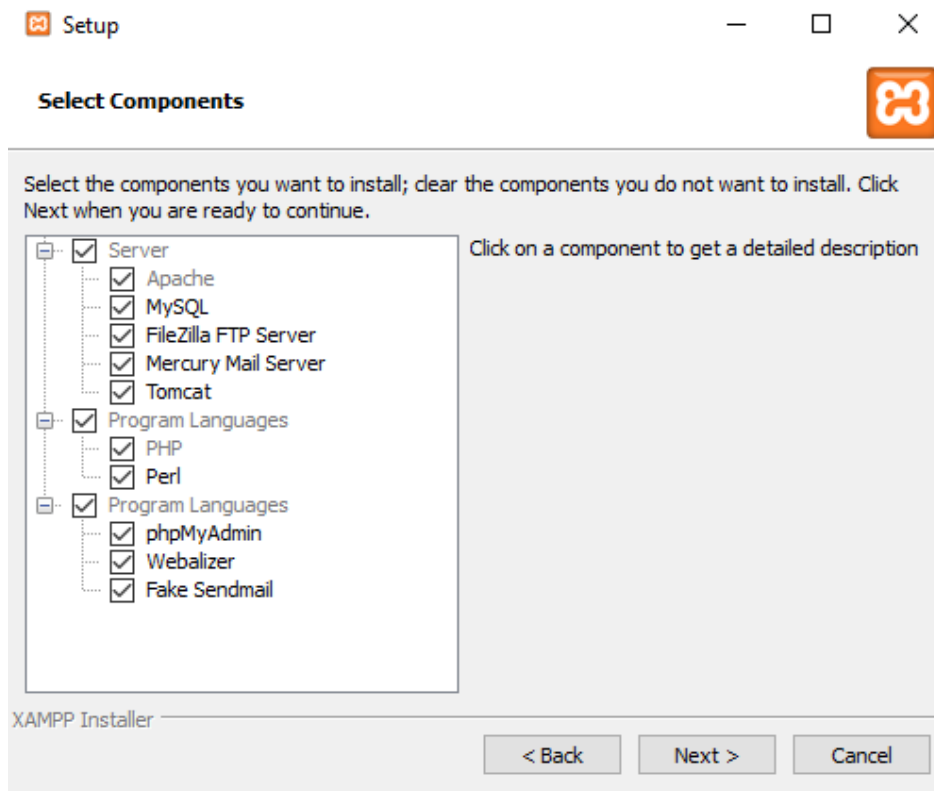 Setup
Select Components
Select the components you want to install; clear the components you do not want to install. Click
Next when you are ready to continue.
Server
Apache
MySQL
FileZilla FTP Server
Mercury Mail Server
Tomcat
Program Languages
PHP
Perl
Program Languages
phpMyAdmin
Webalizer
Fake Sendmail
Click on a component to get a detailed description
XAMPP Installer
< Back
Next >
Cancel